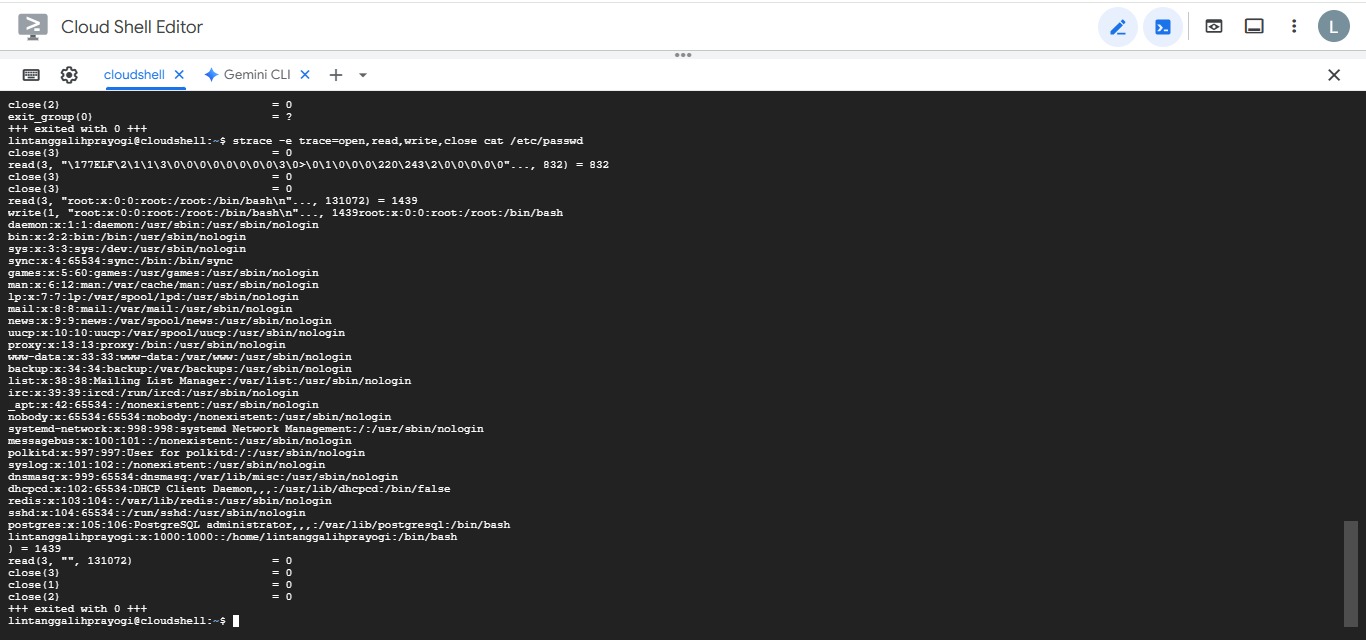 Cloud Shell Editor
L
cloudshell
Gemini CLI
close(2) = 0
exit_group(0) = ?
+++ exited with 0 +++
lintanggalihprayogi@cloudshell:~$ strace -e trace=open,read,write,close cat /etc/passwd
close(3) = 0
read(3, "\177ELF\2\1\1\3\0\0\0\0\0\0\0\0\3\0>\0\1\0\0\0\220\243\2\0\0\0\0\0"..., 832) = 832
close(3) = 0
close(3) = 0
read(3, "root:x:0:0:root:/root:/bin/bash\n"..., 131072) = 1439
write(1, "root:x:0:0:root:/root:/bin/bash\n"..., 1439root:x:0:0:root:/root:/bin/bash
daemon:x:1:1:daemon:/usr/sbin:/usr/sbin/nologin
bin:x:2:2:bin:/bin:/usr/sbin/nologin
sys:x:3:3:sys:/dev:/usr/sbin/nologin
sync:x:4:65534:sync:/bin:/bin/sync
games:x:5:60:games:/usr/games:/usr/sbin/nologin
man:x:6:12:man:/var/cache/man:/usr/sbin/nologin
lp:x:7:7:lp:/var/spool/lpd:/usr/sbin/nologin
mail:x:8:8:mail:/var/mail:/usr/sbin/nologin
news:x:9:9:news:/var/spool/news:/usr/sbin/nologin
uucp:x:10:10:uucp:/var/spool/uucp:/usr/sbin/nologin
proxy:x:13:13:proxy:/bin:/usr/sbin/nologin
www-data:x:33:33:www-data:/var/www:/usr/sbin/nologin
backup:x:34:34:backup:/var/backups:/usr/sbin/nologin
list:x:38:38:Mailing List Manager:/var/list:/usr/sbin/nologin
irc:x:39:39:ircd:/run/ircd:/usr/sbin/nologin
_apt:x:42:65534::/nonexistent:/usr/sbin/nologin
nobody:x:65534:65534:nobody:/nonexistent:/usr/sbin/nologin
systemd-network:x:998:998:systemd Network Management:/:/usr/sbin/nologin
messagebus:x:100:101::/nonexistent:/usr/sbin/nologin
polkitd:x:997:997:User for polkitd:/:/usr/sbin/nologin
syslog:x:101:102::/nonexistent:/usr/sbin/nologin
dnsmasq:x:999:65534:dnsmasq:/var/lib/misc:/usr/sbin/nologin
dhcpcd:x:102:65534:DHCP Client Daemon,,,:/usr/lib/dhcpcd:/bin/false
redis:x:103:104::/var/lib/redis:/usr/sbin/nologin
sshd:x:104:65534::/run/sshd:/usr/sbin/nologin
postgres:x:105:106:PostgreSQL administrator,,,:/var/lib/postgresql:/bin/bash
lintanggalihprayogi:x:1000:1000::/home/lintanggalihprayogi:/bin/bash
) = 1439
read(3, "", 131072) = 0
close(3) = 0
close(1) = 0
close(2) = 0
+++ exited with 0 +++
lintanggalihprayogi@cloudshell:~$